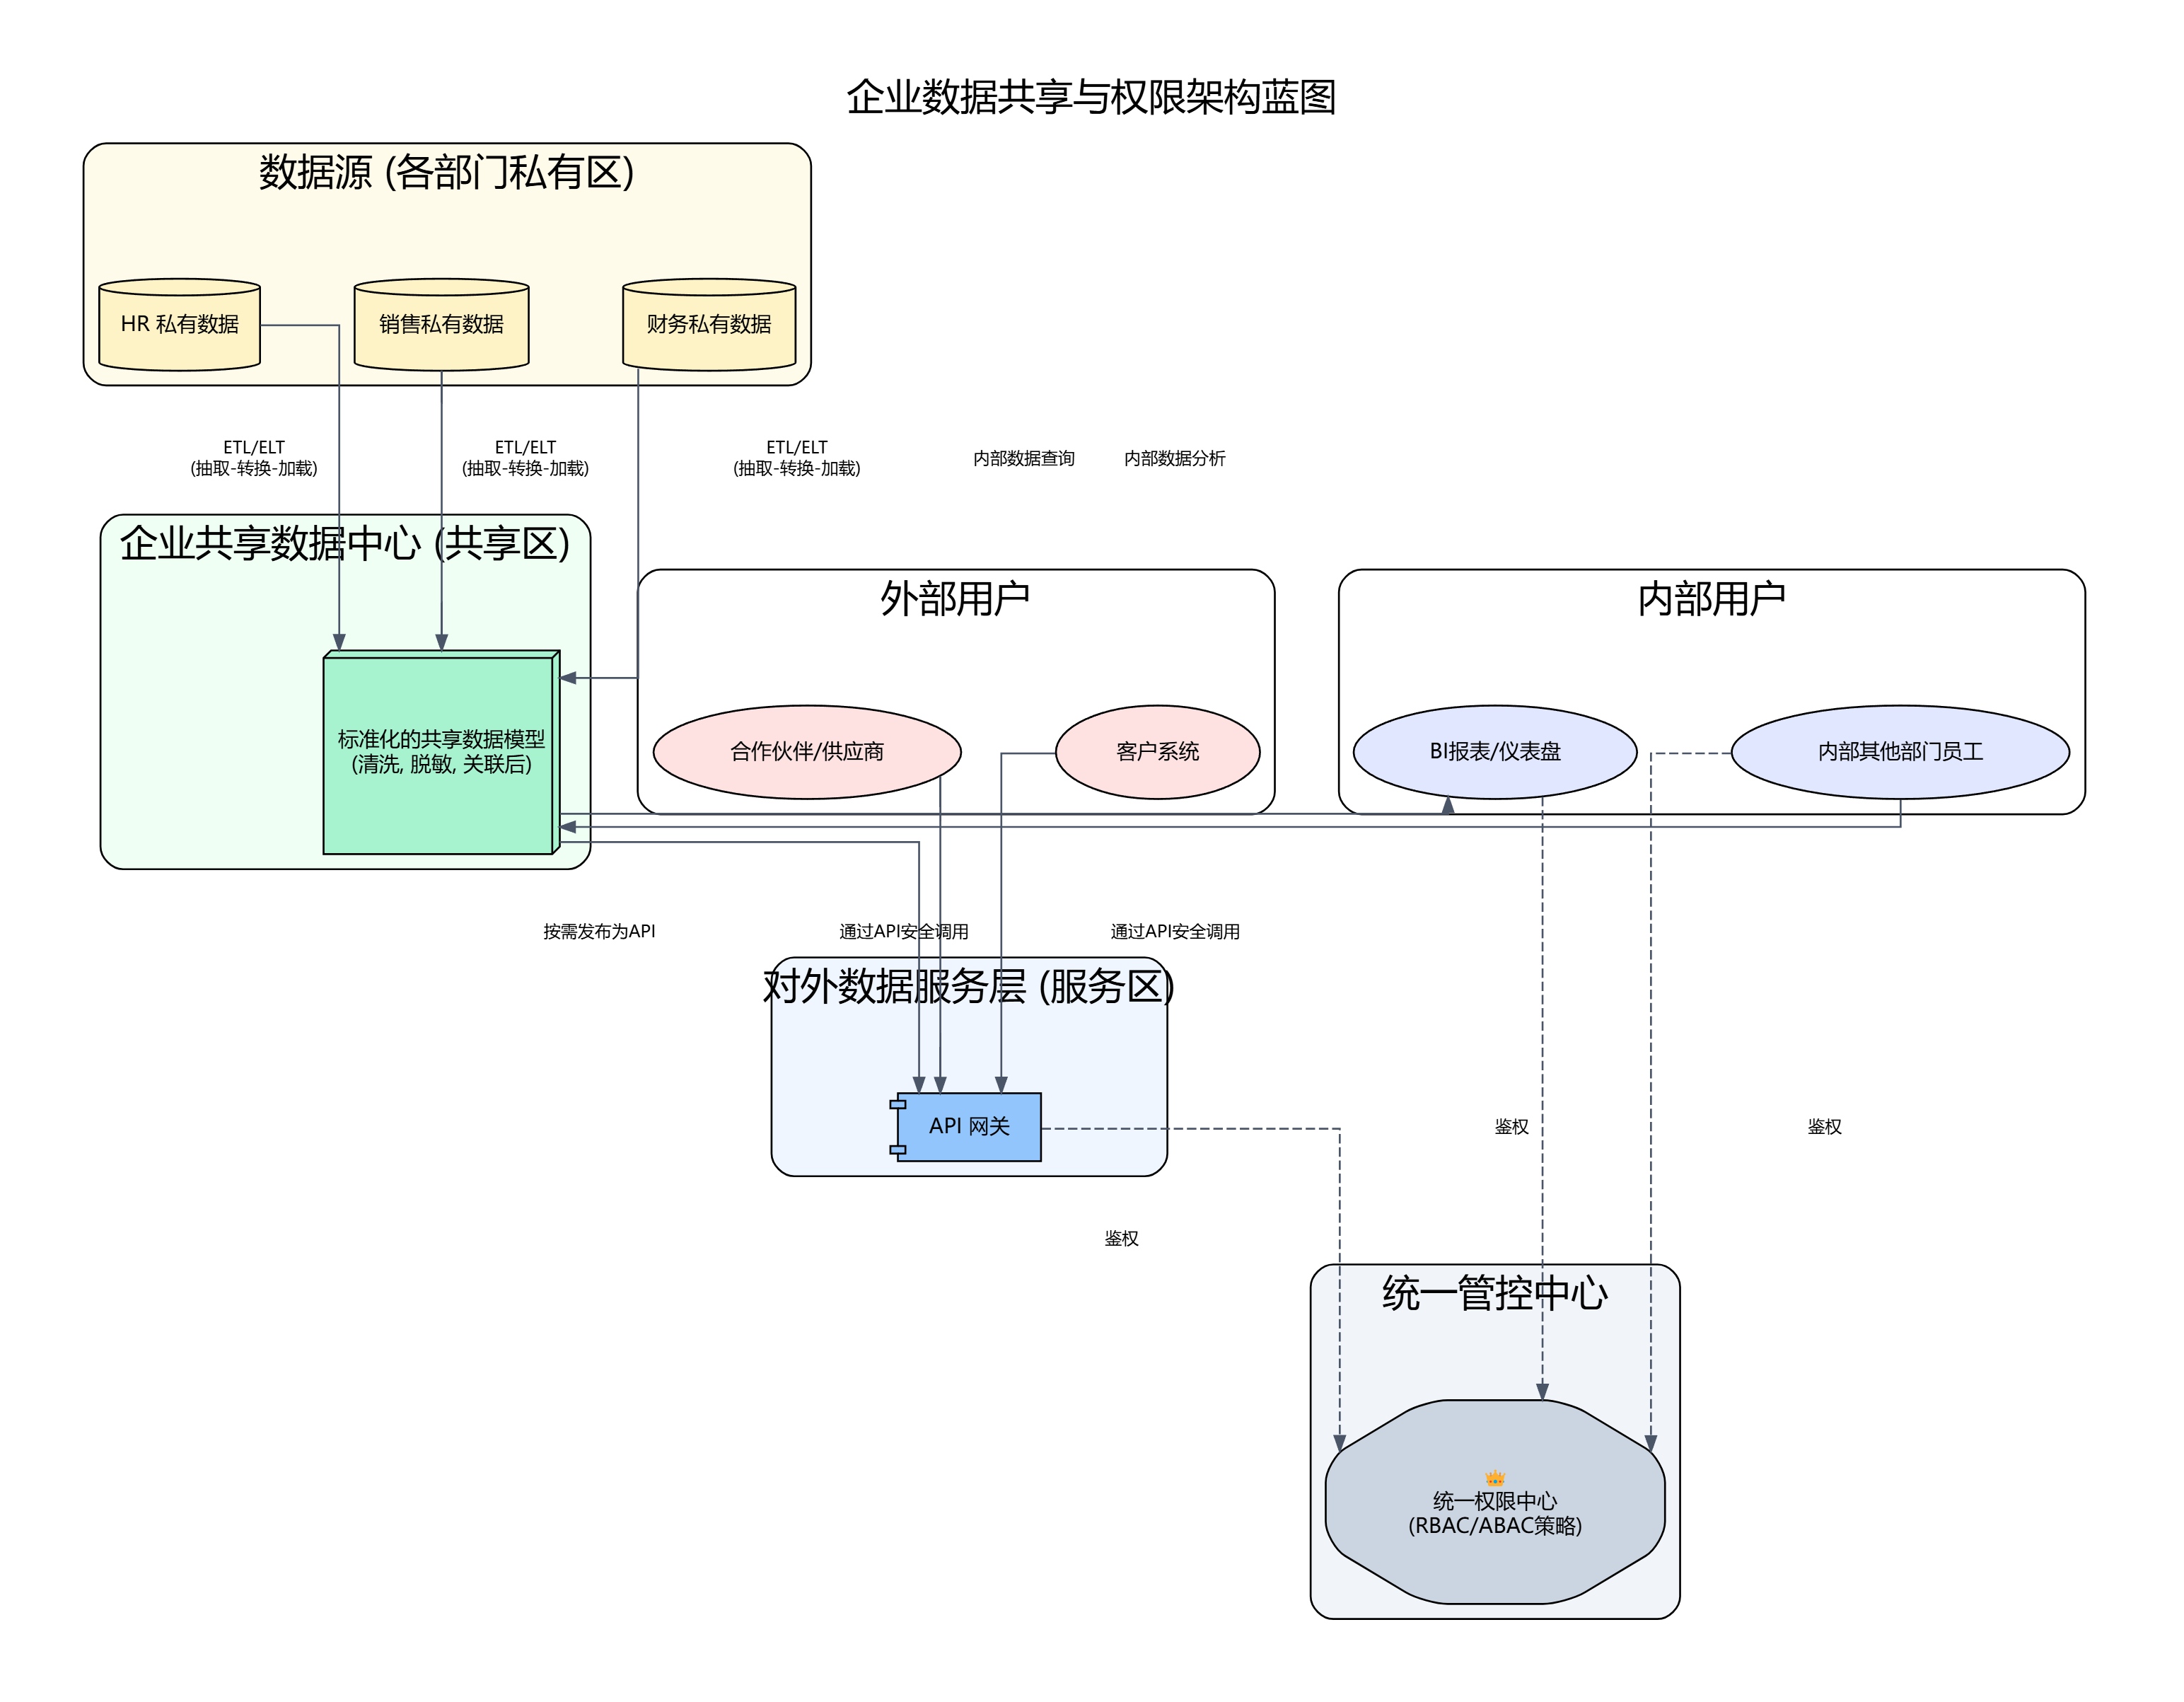 企业数据共享与权限架构蓝图
数据源 (各部门私有区)
HR 私有数据
销售私有数据
财务私有数据
ETL/ELT
(抽取-转换-加载)
ETL/ELT
(抽取-转换-加载)
ETL/ELT
(抽取-转换-加载)
内部数据查询
内部数据分析
企业共享数据中心 (共享区)
标准化的共享数据模型
(清洗, 脱敏, 关联后)
外部用户
合作伙伴/供应商
客户系统
内部用户
BI报表/仪表盘
内部其他部门员工
按需发布为API
通过API安全调用
通过API安全调用
对外数据服务层 (服务区)
API 网关
鉴权
鉴权
鉴权
统一管控中心
统一权限中心
(RBAC/ABAC策略)